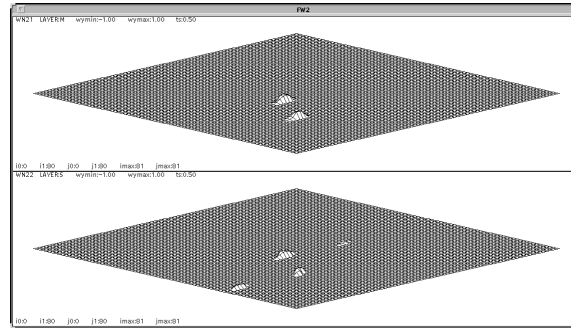 FW2
WN21 LAYER:M wymin:-1.00 wymax:1.00 ts:0.50
i0:0 i1:80 j0:0 j1:80 imax:81 jmax:81
WN22 LAYER:S wymin:-1.00 wymax:1.00 ts:0.50
i0:0 i1:80 j0:0 j1:80 imax:81 jmax:81